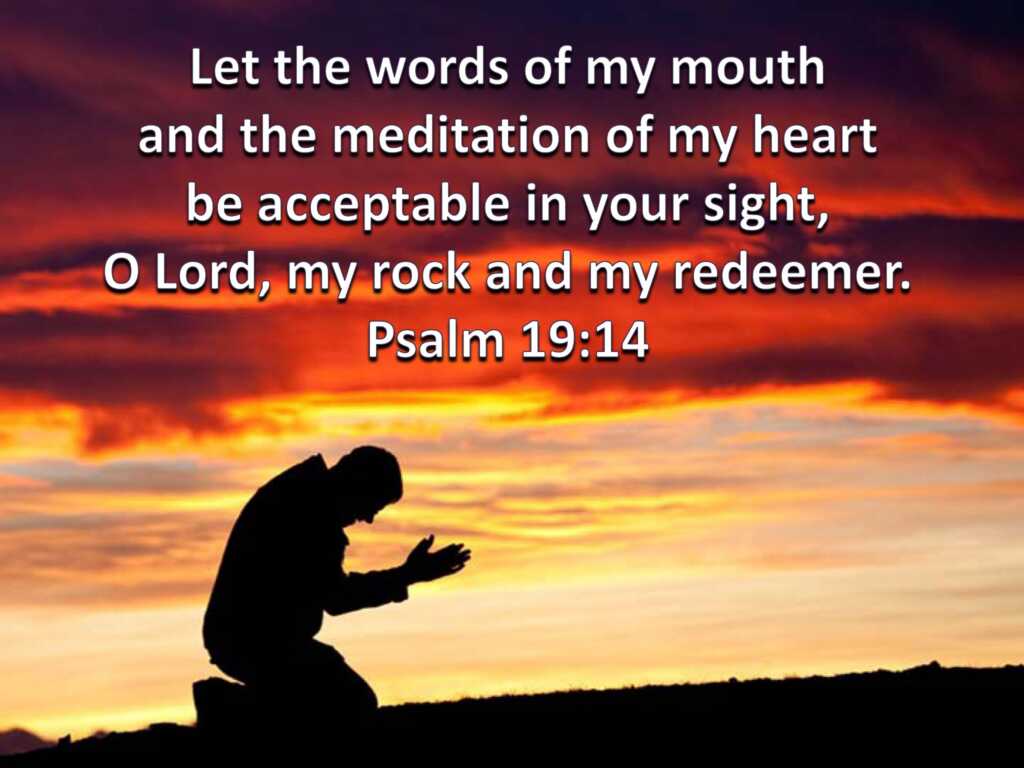 Let the words of my mouth
and the meditation of my heart
be acceptable in your sight,
O Lord, my rock and my redeemer.
Psalm 19:14